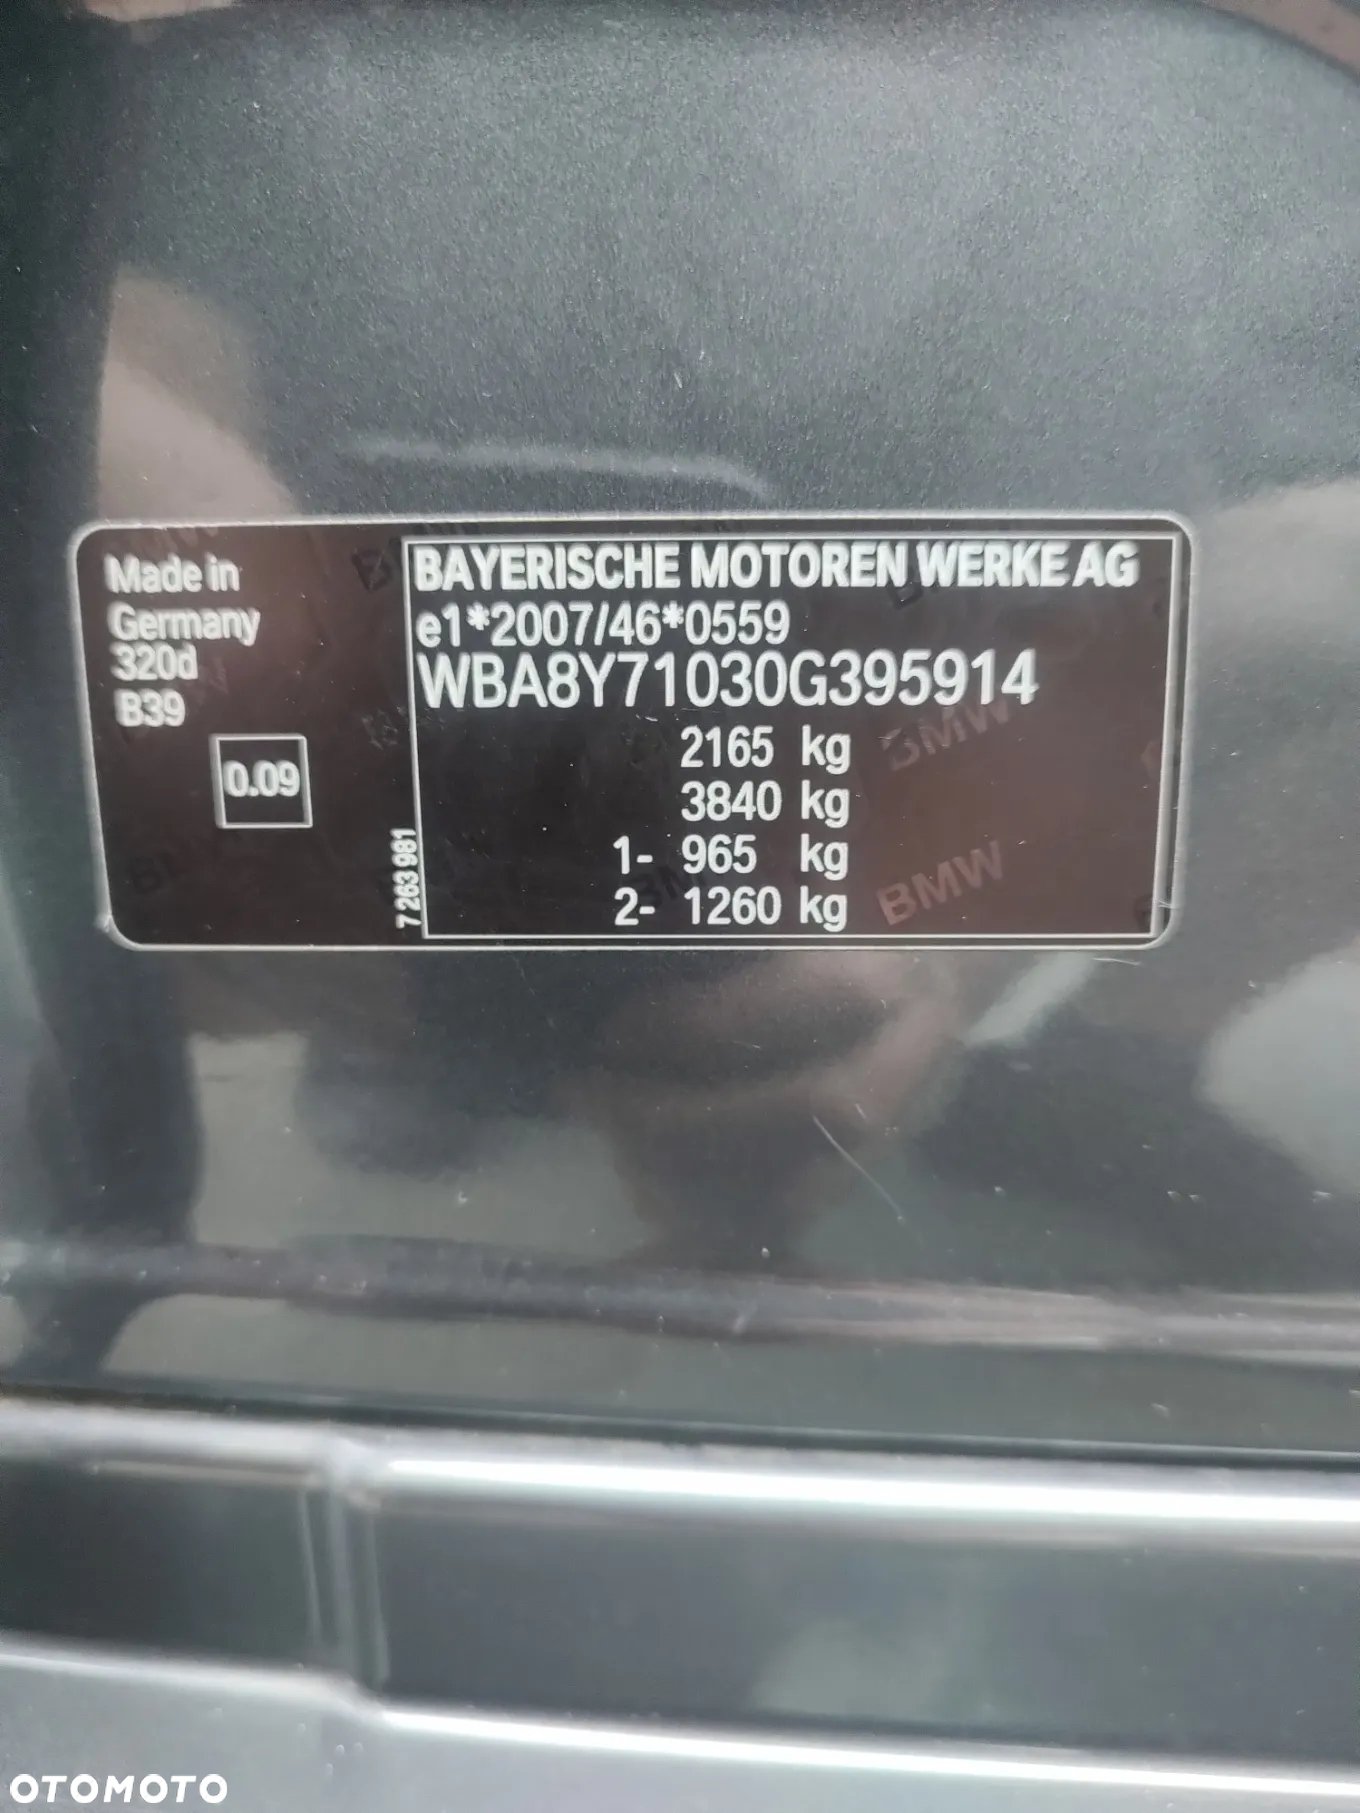 Made in
Germany
320d
B39
0.09
7 263 981
BAYERISCHE MOTOREN WERKE AG
e1*2007/46*0559
WBA8Y71030G395914
2165 kg
3840 kg
1- 965 kg
2- 1260 kg
BMW
BMW
OTOMOTO